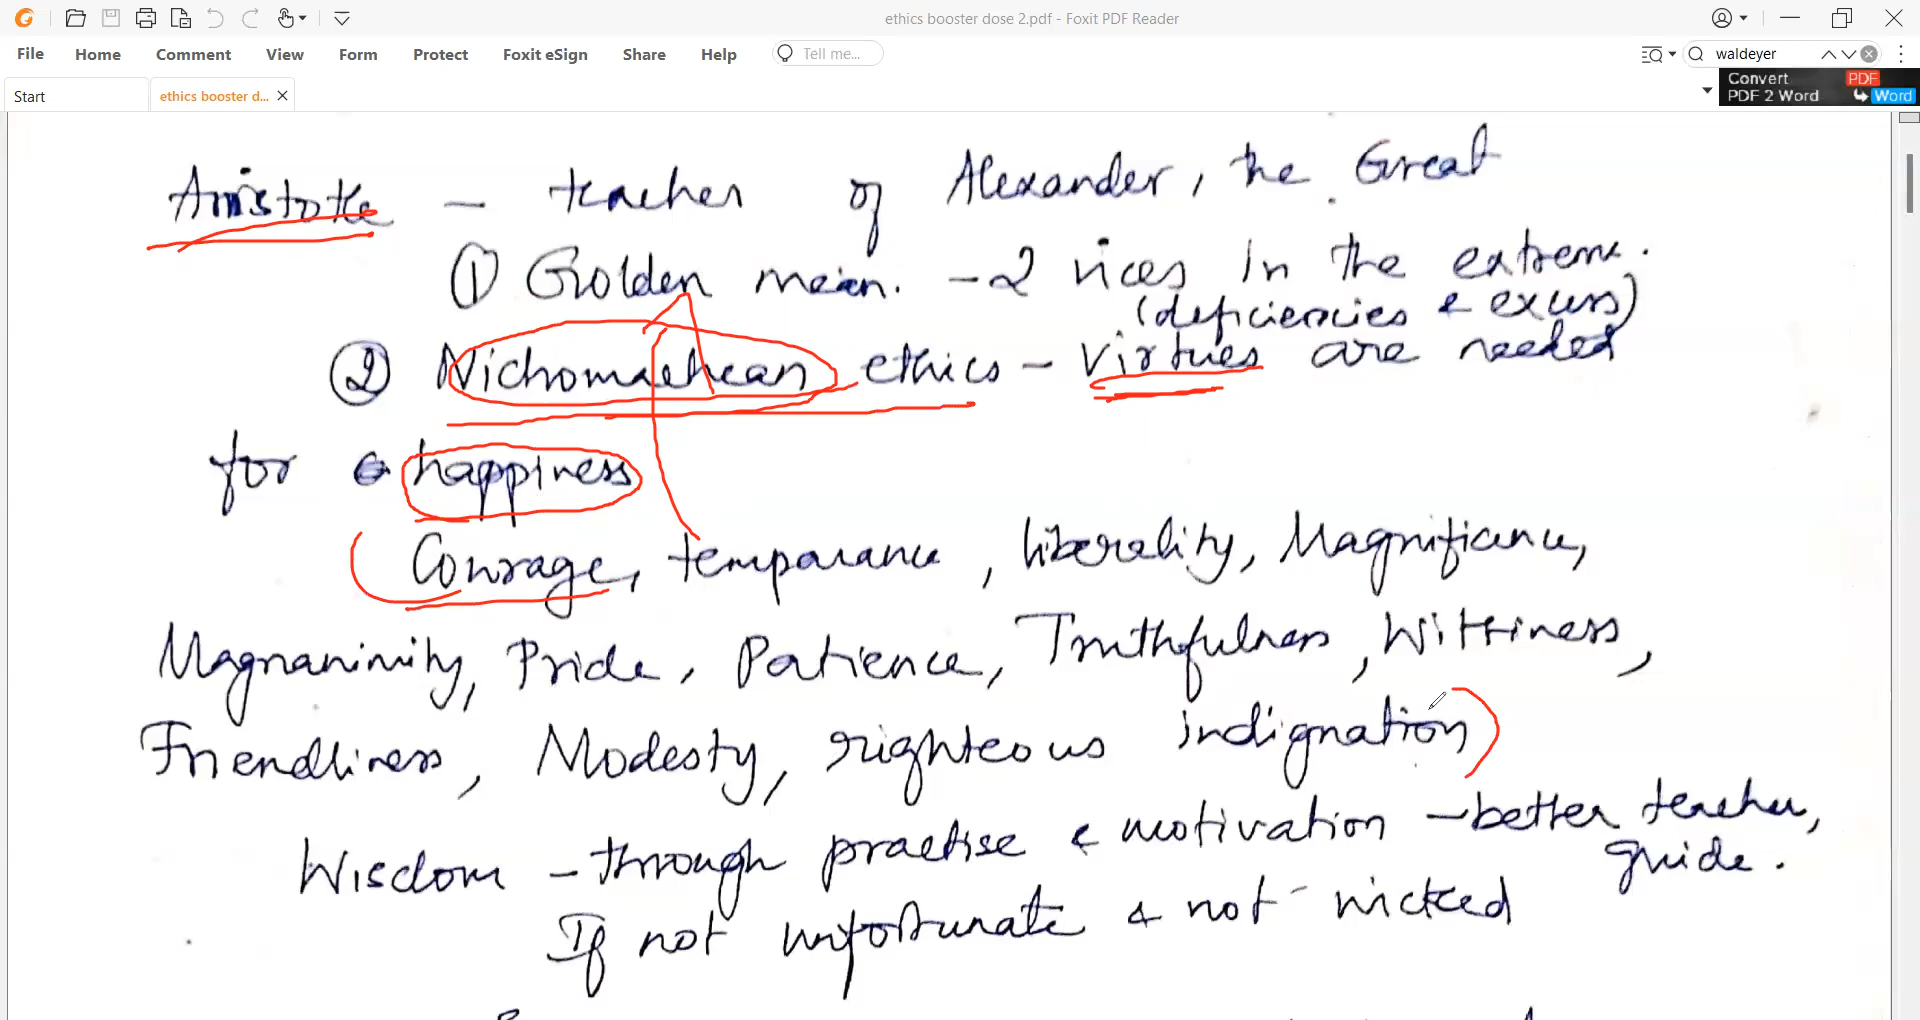 ethics booster dose 2.pdf - Foxit PDF Reader
File Home Comment View Form Protect Foxit eSign Share Help Tell me... waldeyer
Start ethics booster d... Convert PDF 2 Word PDF Word
Aristotle - teacher of Alexander, the Great
① Golden mean. - 2 vices in the extreme.
(deficiencies & excess)
② Nichomachean ethics - Virtues are needed
for happiness
Courage, temparance, liberality, Magnificance,
Magnanimity, Pride, Patience, Truthfulness, Wittiness,
Friendliness, Modesty, righteous indignation)
Wisdom - through practise & motivation - better teacher,
guide.
If not unfortunate & not wicked